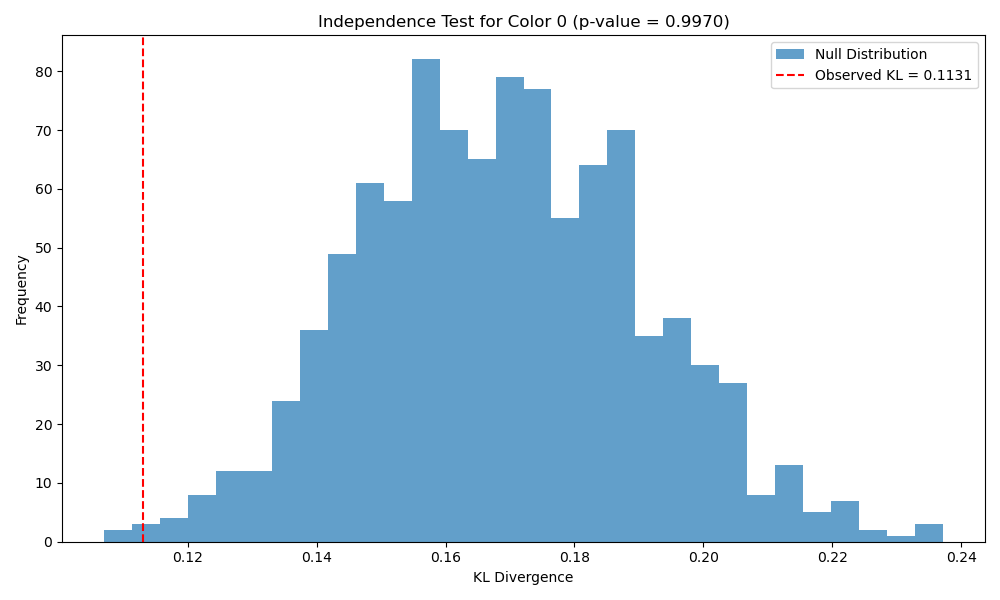 Independence Test for Color 0 (p-value = 0.9970)
Null Distribution
Observed KL = 0.1131
Frequency
80
70
60
50
40
30
20
10
0
0.12 0.14 0.16 0.18 0.20 0.22 0.24
KL Divergence